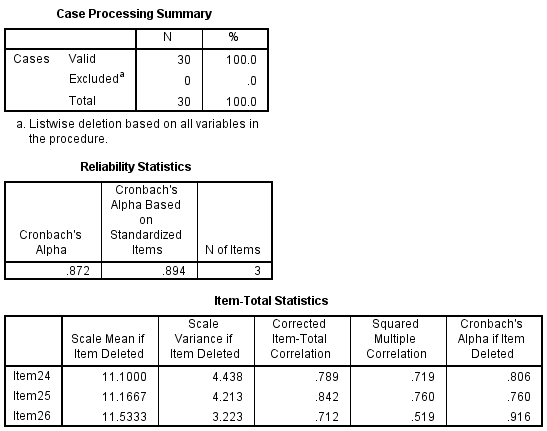 Case Processing Summary
N %
Cases Valid 30 100.0
Excludedª 0 .0
Total 30 100.0
a. Listwise deletion based on all variables in
the procedure.
Reliability Statistics
Cronbach's
Alpha
Cronbach's
Alpha Based
on
Standardized
Items
N of Items
.872 .894 3
Item-Total Statistics
Scale Mean if
Item Deleted
Scale
Variance if
Item Deleted
Corrected
Item-Total
Correlation
Squared
Multiple
Correlation
Cronbach's
Alpha if Item
Deleted
Item24 11.1000 4.438 .789 .719 .806
Item25 11.1667 4.213 .842 .760 .760
Item26 11.5333 3.223 .712 .519 .916